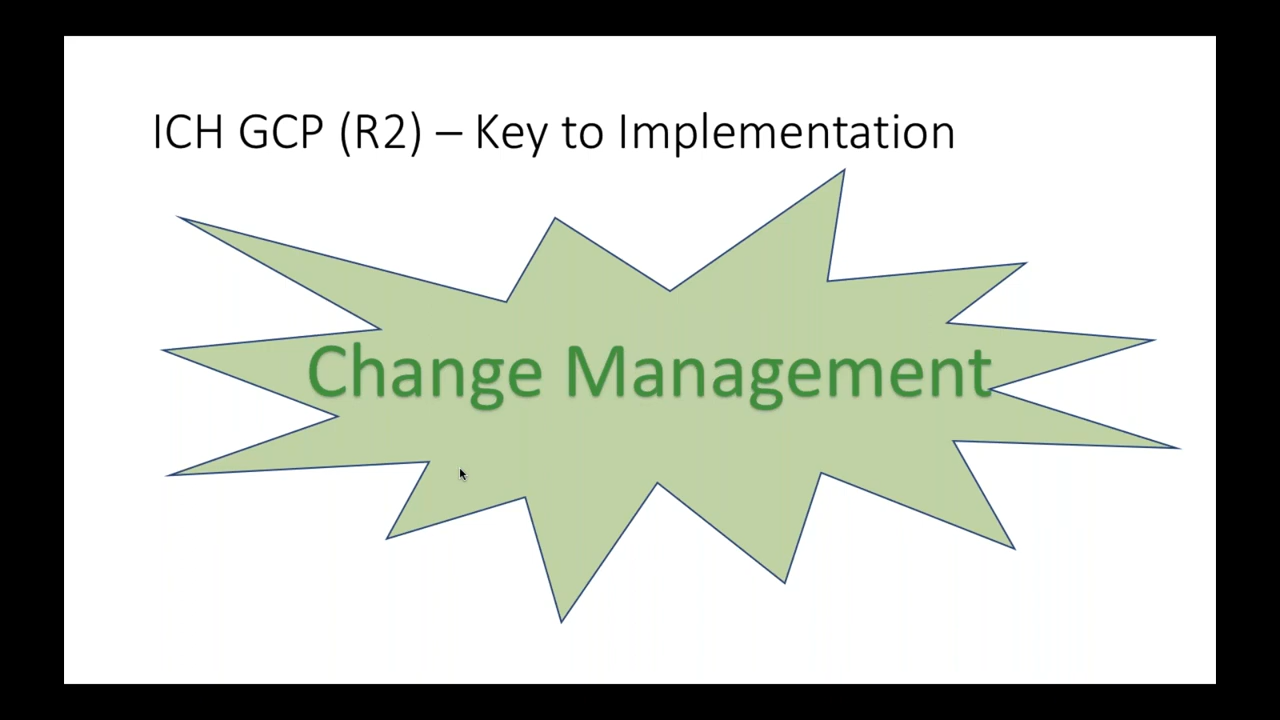 ICH GCP (R2) – Key to Implementation
Change Management